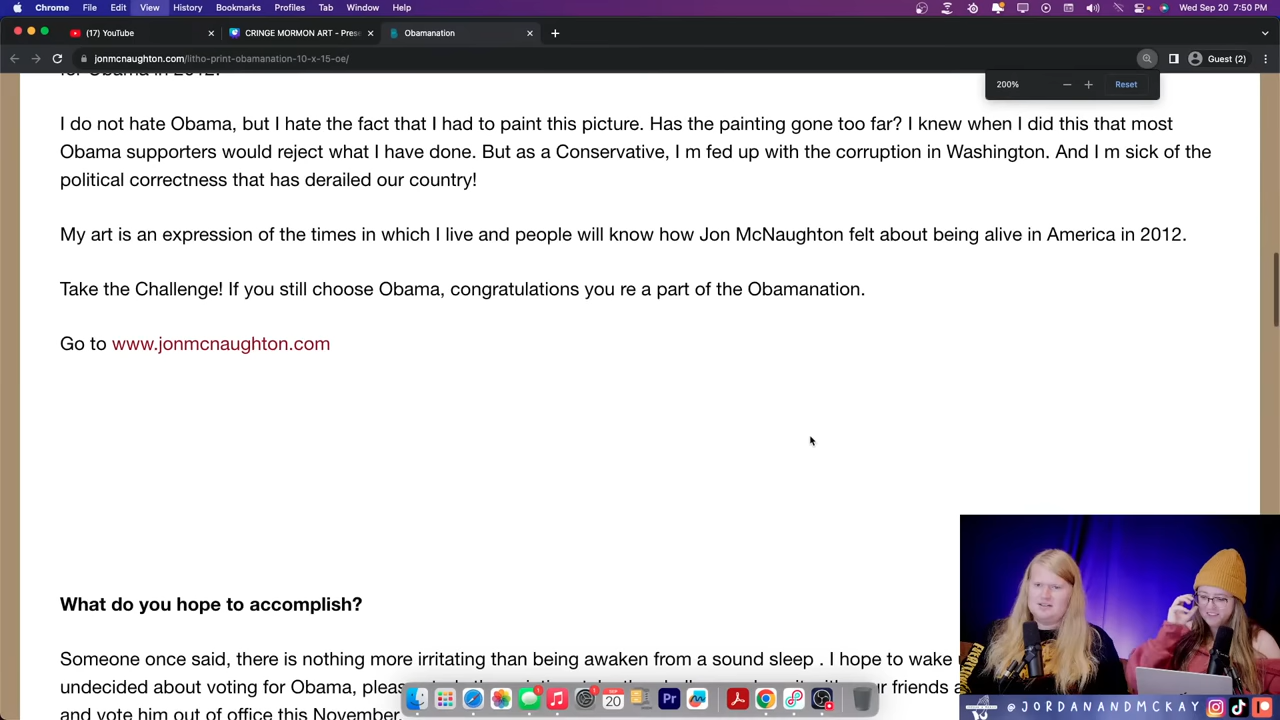 Chrome File Edit View History Bookmarks Profiles Tab Window Help Wed Sep 20 7:50 PM
(17) YouTube CRINGE MORMON ART - Pres Obamanation
jonmcnaughton.com/litho-print-obamanation-10-x-15-oe/ Guest (2)
for Obama in 2012.
200% Reset
I do not hate Obama, but I hate the fact that I had to paint this picture. Has the painting gone too far? I knew when I did this that most
Obama supporters would reject what I have done. But as a Conservative, I m fed up with the corruption in Washington. And I m sick of the
political correctness that has derailed our country!
My art is an expression of the times in which I live and people will know how Jon McNaughton felt about being alive in America in 2012.
Take the Challenge! If you still choose Obama, congratulations you re a part of the Obamanation.
Go to www.jonmcnaughton.com
What do you hope to accomplish?
Someone once said, there is nothing more irritating than being awaken from a sound sleep . I hope to wake
undecided about voting for Obama,
and vote him out of office this November.
@JORDANANDMCKAY